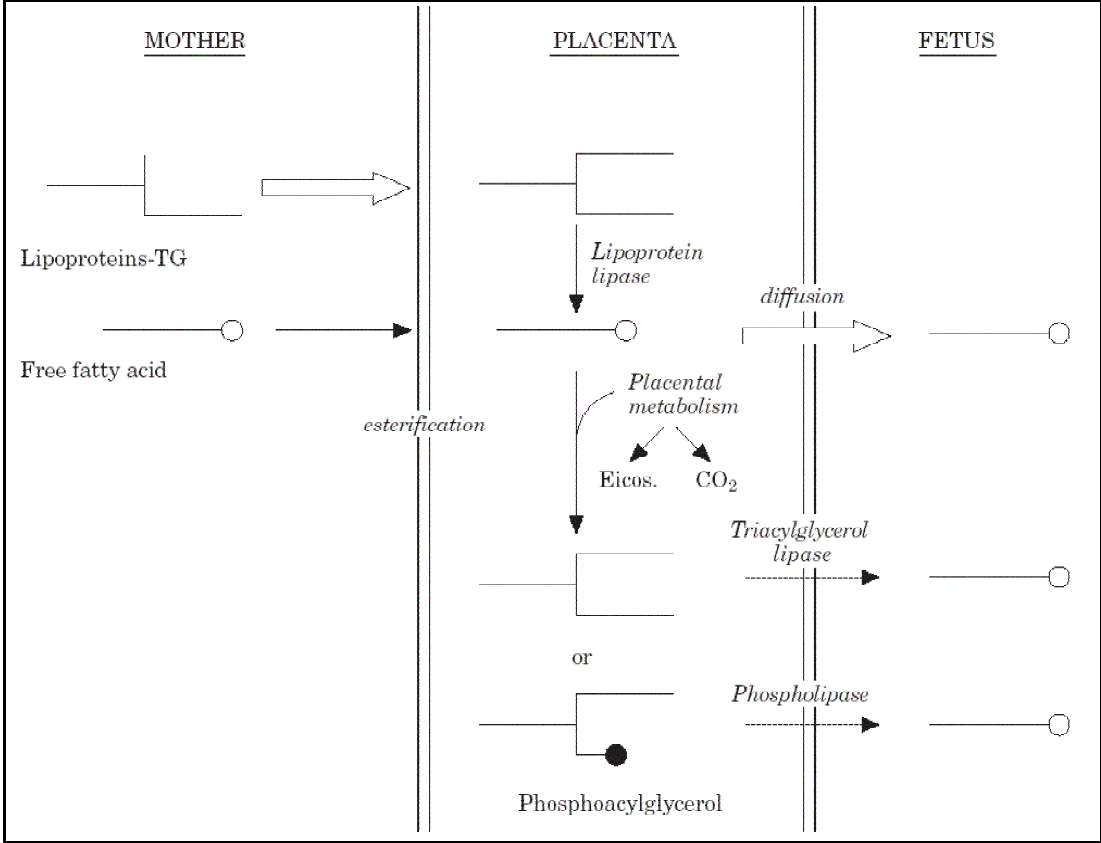 MOTHER
PLACENTA
FETUS
Lipoproteins-TG
Lipoprotein
lipase
diffusion
Free fatty acid
Placental
metabolism
esterification
Eicos.
CO₂
Triacylglycerol
lipase
or
Phospholipase
Phosphoacylglycerol